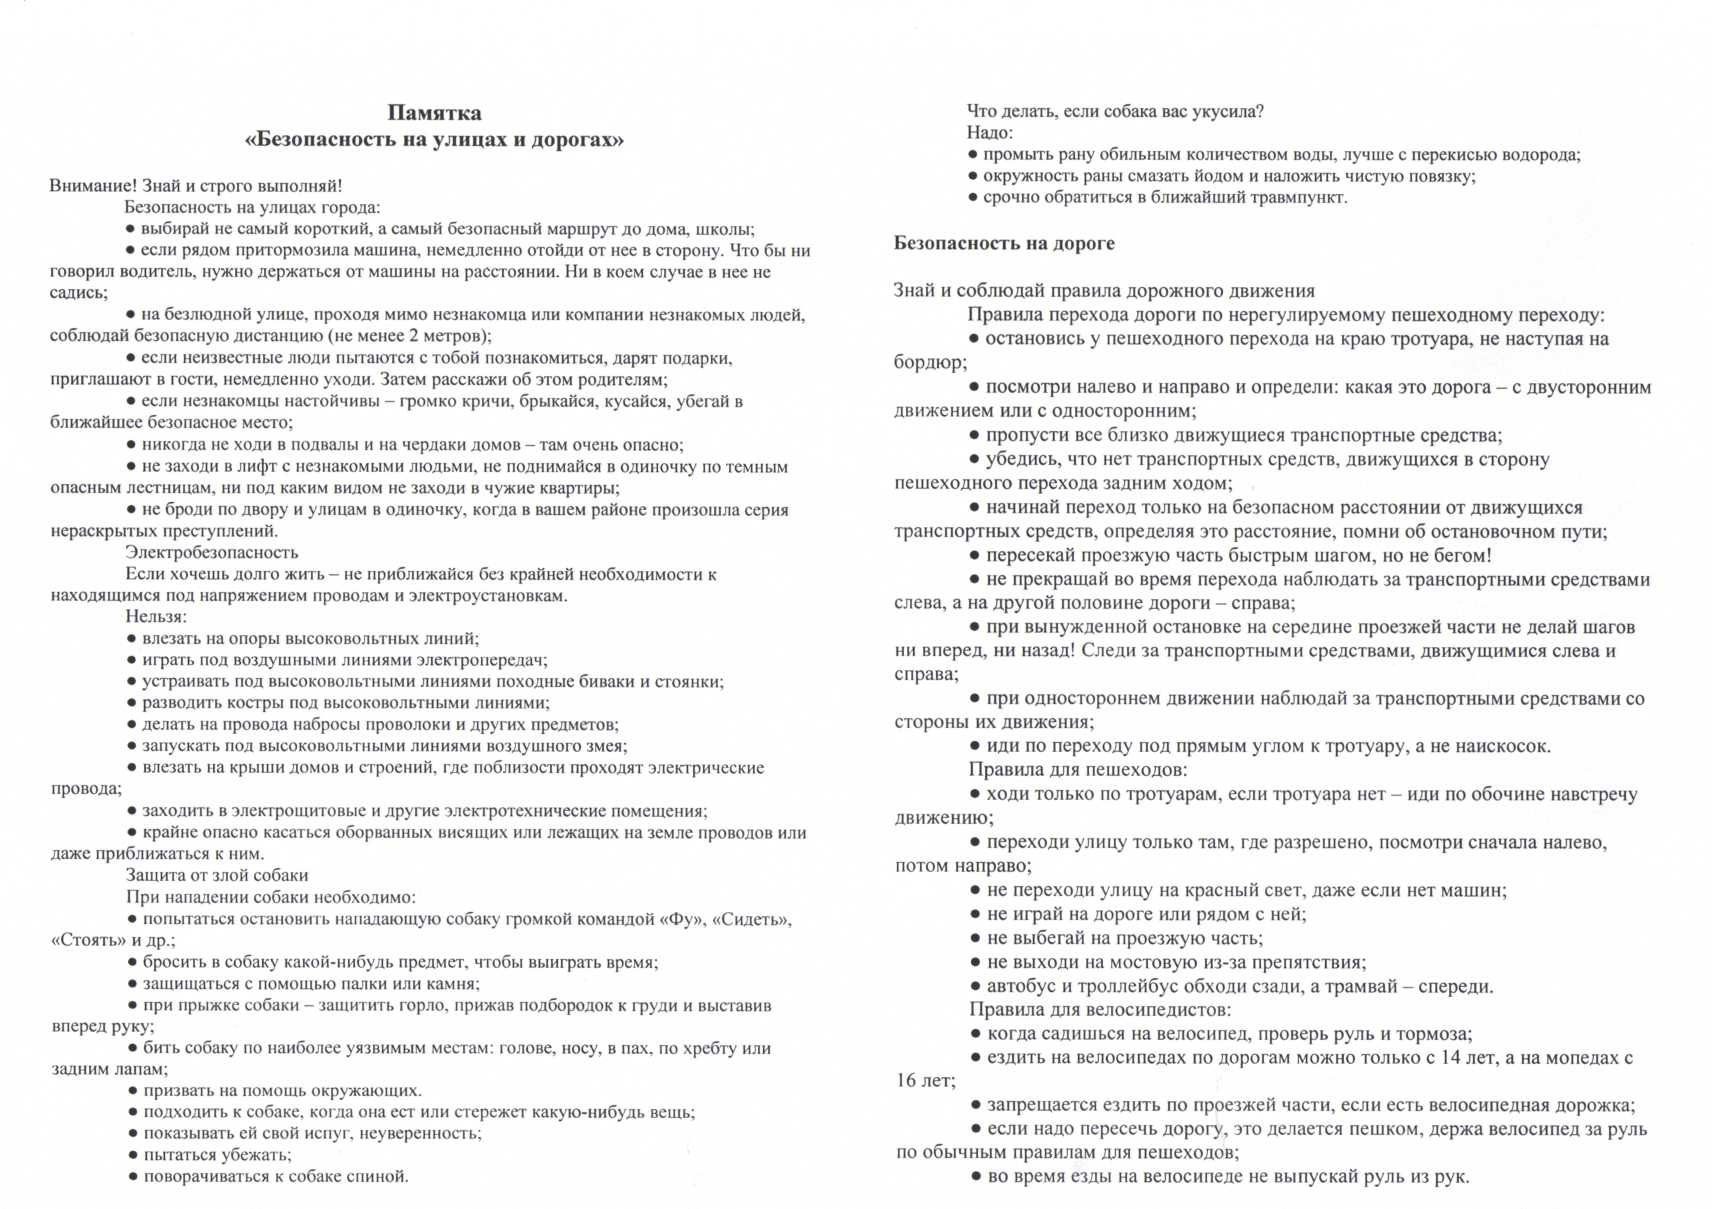 Памятка
«Безопасность на улицах и дорогах»
Внимание! Знай и строго выполняй!
Безопасность на улицах города:
● выбирай не самый короткий, а самый безопасный маршрут до дома, школы;
● если рядом притормозила машина, немедленно отойди от нее в сторону. Что бы ни
говорил водитель, нужно держаться от машины на расстоянии. Ни в коем случае в нее не
садись;
● на безлюдной улице, проходя мимо незнакомца или компании незнакомых людей,
соблюдай безопасную дистанцию (не менее 2 метров);
● если неизвестные люди пытаются с тобой познакомиться, дарят подарки,
приглашают в гости, немедленно уходи. Затем расскажи об этом родителям;
● если незнакомцы настойчивы – громко кричи, брыкайся, кусайся, убегай в
ближайшее безопасное место;
● никогда не ходи в подвалы и на чердаки домов – там очень опасно;
● не заходи в лифт с незнакомыми людьми, не поднимайся в одиночку по темным
опасным лестницам, ни под каким видом не заходи в чужие квартиры;
● не броди по двору и улицам в одиночку, когда в вашем районе произошла серия
нераскрытых преступлений.
Электробезопасность
Если хочешь долго жить – не приближайся без крайней необходимости к
находящимся под напряжением проводам и электроустановкам.
Нельзя:
● влезать на опоры высоковольтных линий;
● играть под воздушными линиями электропередач;
● устраивать под высоковольтными линиями походные биваки и стоянки;
● разводить костры под высоковольтными линиями;
● делать на провода набросы проволоки и других предметов;
● запускать под высоковольтными линиями воздушного змея;
● влезать на крыши домов и строений, где поблизости проходят электрические
провода;
● заходить в электрощитовые и другие электротехнические помещения;
● крайне опасно касаться оборванных висящих или лежащих на земле проводов или
даже приближаться к ним.
Защита от злой собаки
При нападении собаки необходимо:
● попытаться остановить нападающую собаку громкой командой «Фу», «Сидеть»,
«Стоять» и др.;
● бросить в собаку какой-нибудь предмет, чтобы выиграть время;
● защищаться с помощью палки или камня;
● при прыжке собаки – защитить горло, прижав подбородок к груди и выставив
вперед руку;
● бить собаку по наиболее уязвимым местам: голове, носу, в пах, по хребту или
задним лапам;
● призвать на помощь окружающих.
● подходить к собаке, когда она ест или стережет какую-нибудь вещь;
● показывать ей свой испуг, неуверенность;
● пытаться убежать;
● поворачиваться к собаке спиной.
Что делать, если собака вас укусила?
Надо:
● промыть рану обильным количеством воды, лучше с перекисью водорода;
● окружность раны смазать йодом и наложить чистую повязку;
● срочно обратиться в ближайший травмпункт.
Безопасность на дороге
Знай и соблюдай правила дорожного движения
Правила перехода дороги по нерегулируемому пешеходному переходу:
● остановись у пешеходного перехода на краю тротуара, не наступая на
бордюр;
● посмотри налево и направо и определи: какая это дорога – с двусторонним
движением или с односторонним;
● пропусти все близко движущиеся транспортные средства;
● убедись, что нет транспортных средств, движущихся в сторону
пешеходного перехода задним ходом;
● начинай переход только на безопасном расстоянии от движущихся
транспортных средств, определяя это расстояние, помни об остановочном пути;
● пересекай проезжую часть быстрым шагом, но не бегом!
● не прекращай во время перехода наблюдать за транспортными средствами
слева, а на другой половине дороги – справа;
● при вынужденной остановке на середине проезжей части не делай шагов
ни вперед, ни назад! Следи за транспортными средствами, движущимися слева и
справа;
● при одностороннем движении наблюдай за транспортными средствами со
стороны их движения;
● иди по переходу под прямым углом к тротуару, а не наискосок.
Правила для пешеходов:
● ходи только по тротуарам, если тротуара нет – иди по обочине навстречу
движению;
● переходи улицу только там, где разрешено, посмотри сначала налево,
потом направо;
● не переходи улицу на красный свет, даже если нет машин;
● не играй на дороге или рядом с ней;
● не выбегай на проезжую часть;
● не выходи на мостовую из-за препятствия;
● автобус и троллейбус обходи сзади, а трамвай – спереди.
Правила для велосипедистов:
● когда садишься на велосипед, проверь руль и тормоза;
● ездить на велосипедах по дорогам можно только с 14 лет, а на мопедах с
16 лет;
● запрещается ездить по проезжей части, если есть велосипедная дорожка;
● если надо пересечь дорогу, это делается пешком, держа велосипед за руль
по обычным правилам для пешеходов;
● во время езды на велосипеде не выпускай руль из рук.